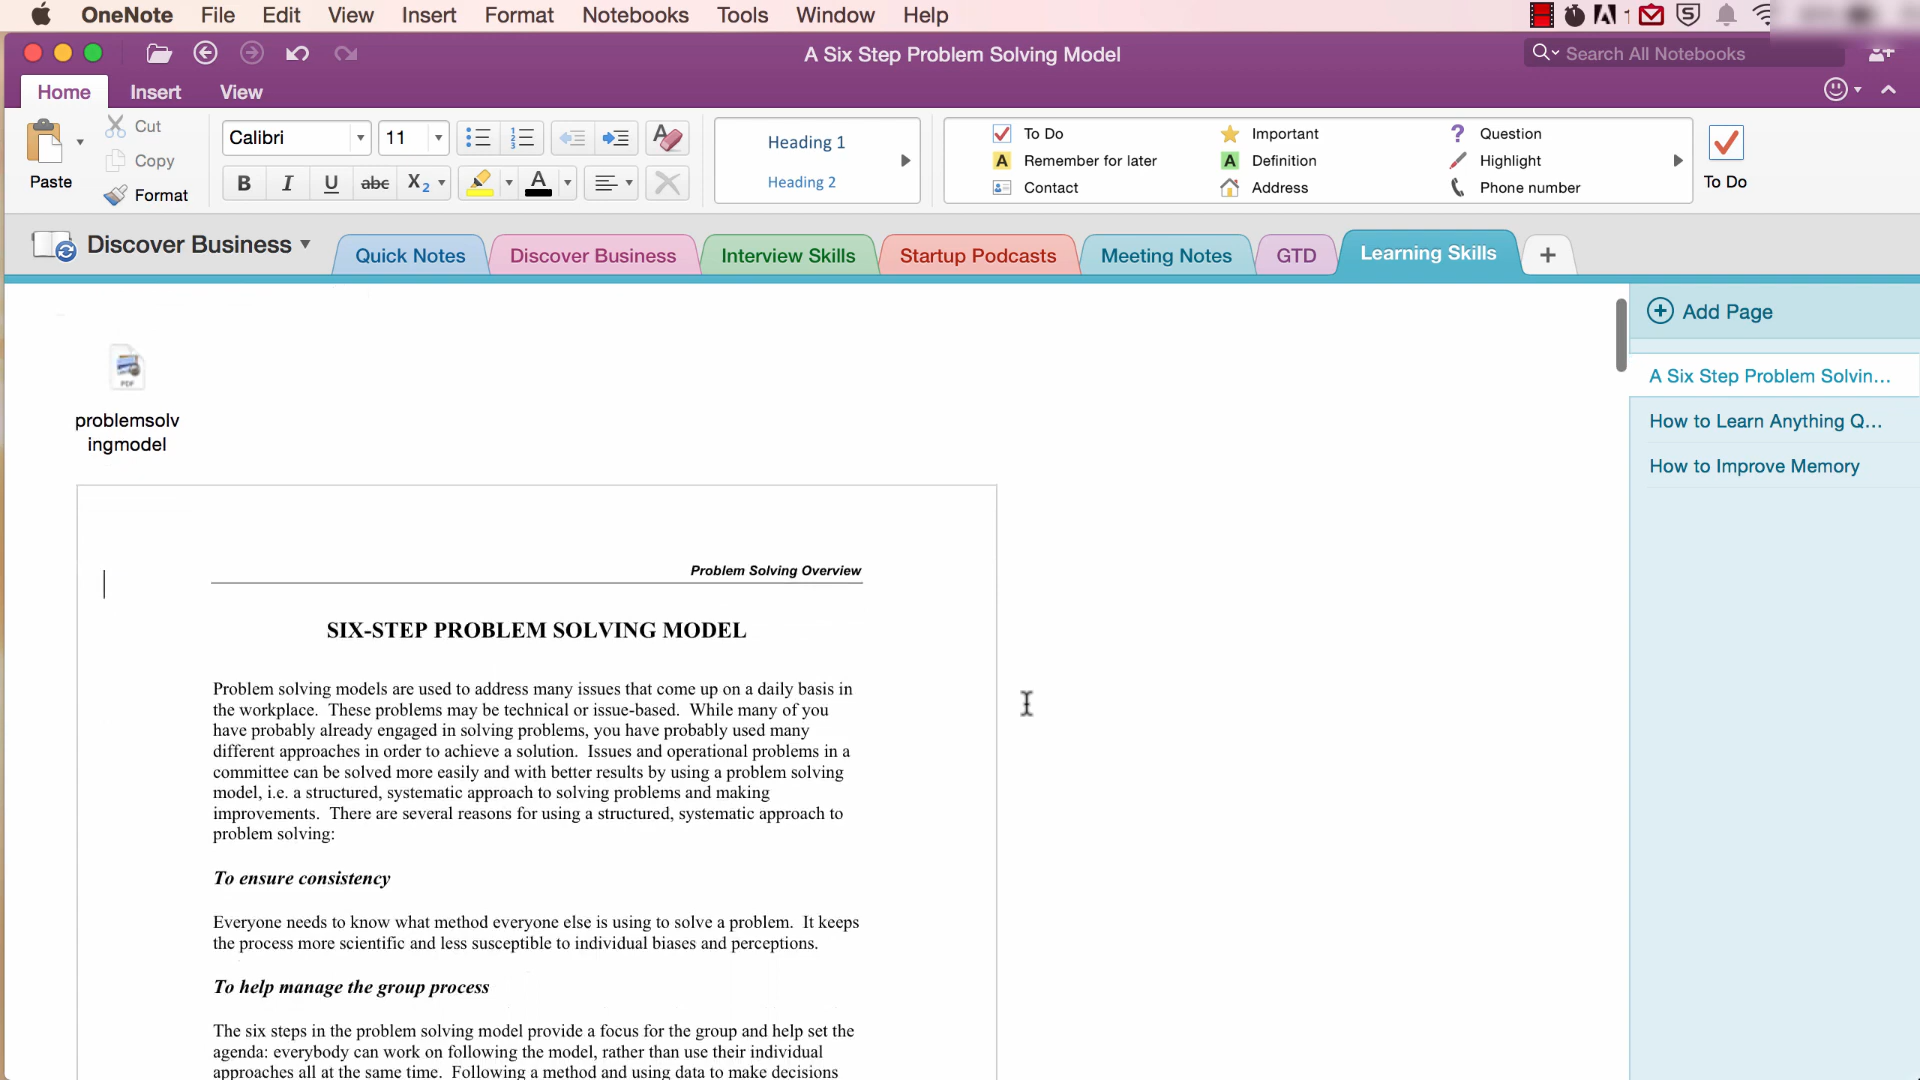 OneNote File Edit View Insert Format Notebooks Tools Window Help 1
A Six Step Problem Solving Model
Search All Notebooks
Home Insert View
Paste
Cut
Copy
Format
Calibri 11
B I U abc X₂ A
Heading 1
Heading 2
To Do Important Question
Remember for later Definition Highlight
Contact Address Phone number
To Do
Discover Business
Quick Notes Discover Business Interview Skills Startup Podcasts Meeting Notes GTD Learning Skills +
Add Page
A Six Step Problem Solvin...
How to Learn Anything Q...
How to Improve Memory
PDF
problemsolv
ingmodel
Problem Solving Overview
SIX-STEP PROBLEM SOLVING MODEL
Problem solving models are used to address many issues that come up on a daily basis in
the workplace. These problems may be technical or issue-based. While many of you
have probably already engaged in solving problems, you have probably used many
different approaches in order to achieve a solution. Issues and operational problems in a
committee can be solved more easily and with better results by using a problem solving
model, i.e. a structured, systematic approach to solving problems and making
improvements. There are several reasons for using a structured, systematic approach to
problem solving:
To ensure consistency
Everyone needs to know what method everyone else is using to solve a problem. It keeps
the process more scientific and less susceptible to individual biases and perceptions.
To help manage the group process
The six steps in the problem solving model provide a focus for the group and help set the
agenda: everybody can work on following the model, rather than use their individual
approaches all at the same time. Following a method and using data to make decisions